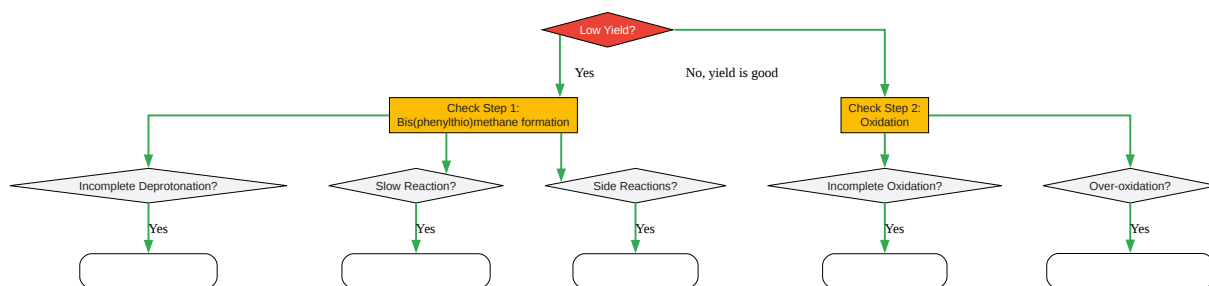 Low Yield?
Yes
No, yield is good
Check Step 1:
Bis(phenylthio)methane formation
Check Step 2:
Oxidation
Incomplete Deprotonation?
Slow Reaction?
Side Reactions?
Incomplete Oxidation?
Over-oxidation?
Yes
Yes
Yes
Yes
Yes